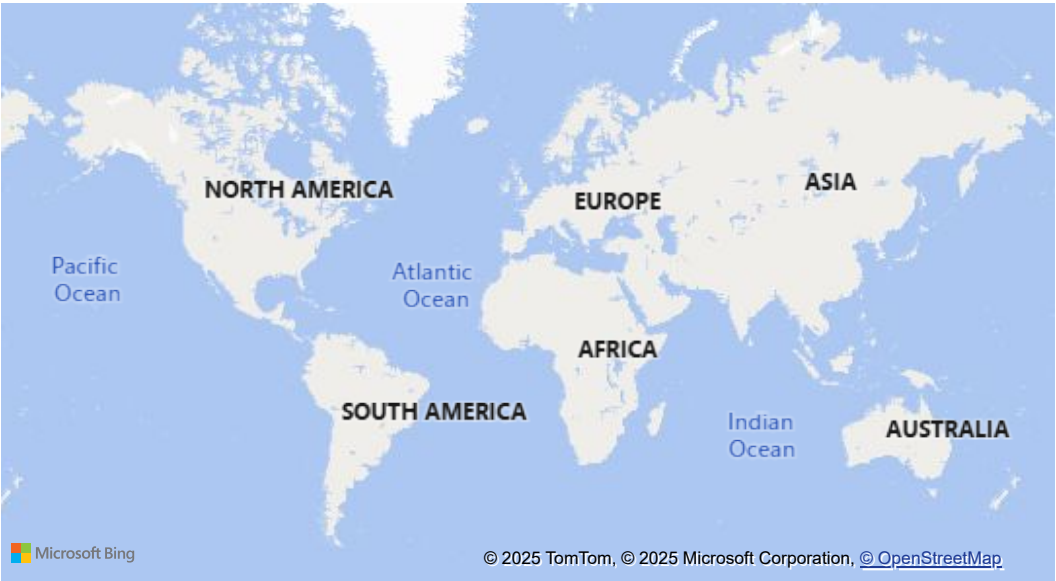 NORTH AMERICA
EUROPE
ASIA
Pacific
Ocean
Atlantic
Ocean
AFRICA
SOUTH AMERICA
Indian
Ocean
AUSTRALIA
Microsoft Bing
© 2025 TomTom, © 2025 Microsoft Corporation, © OpenStreetMap